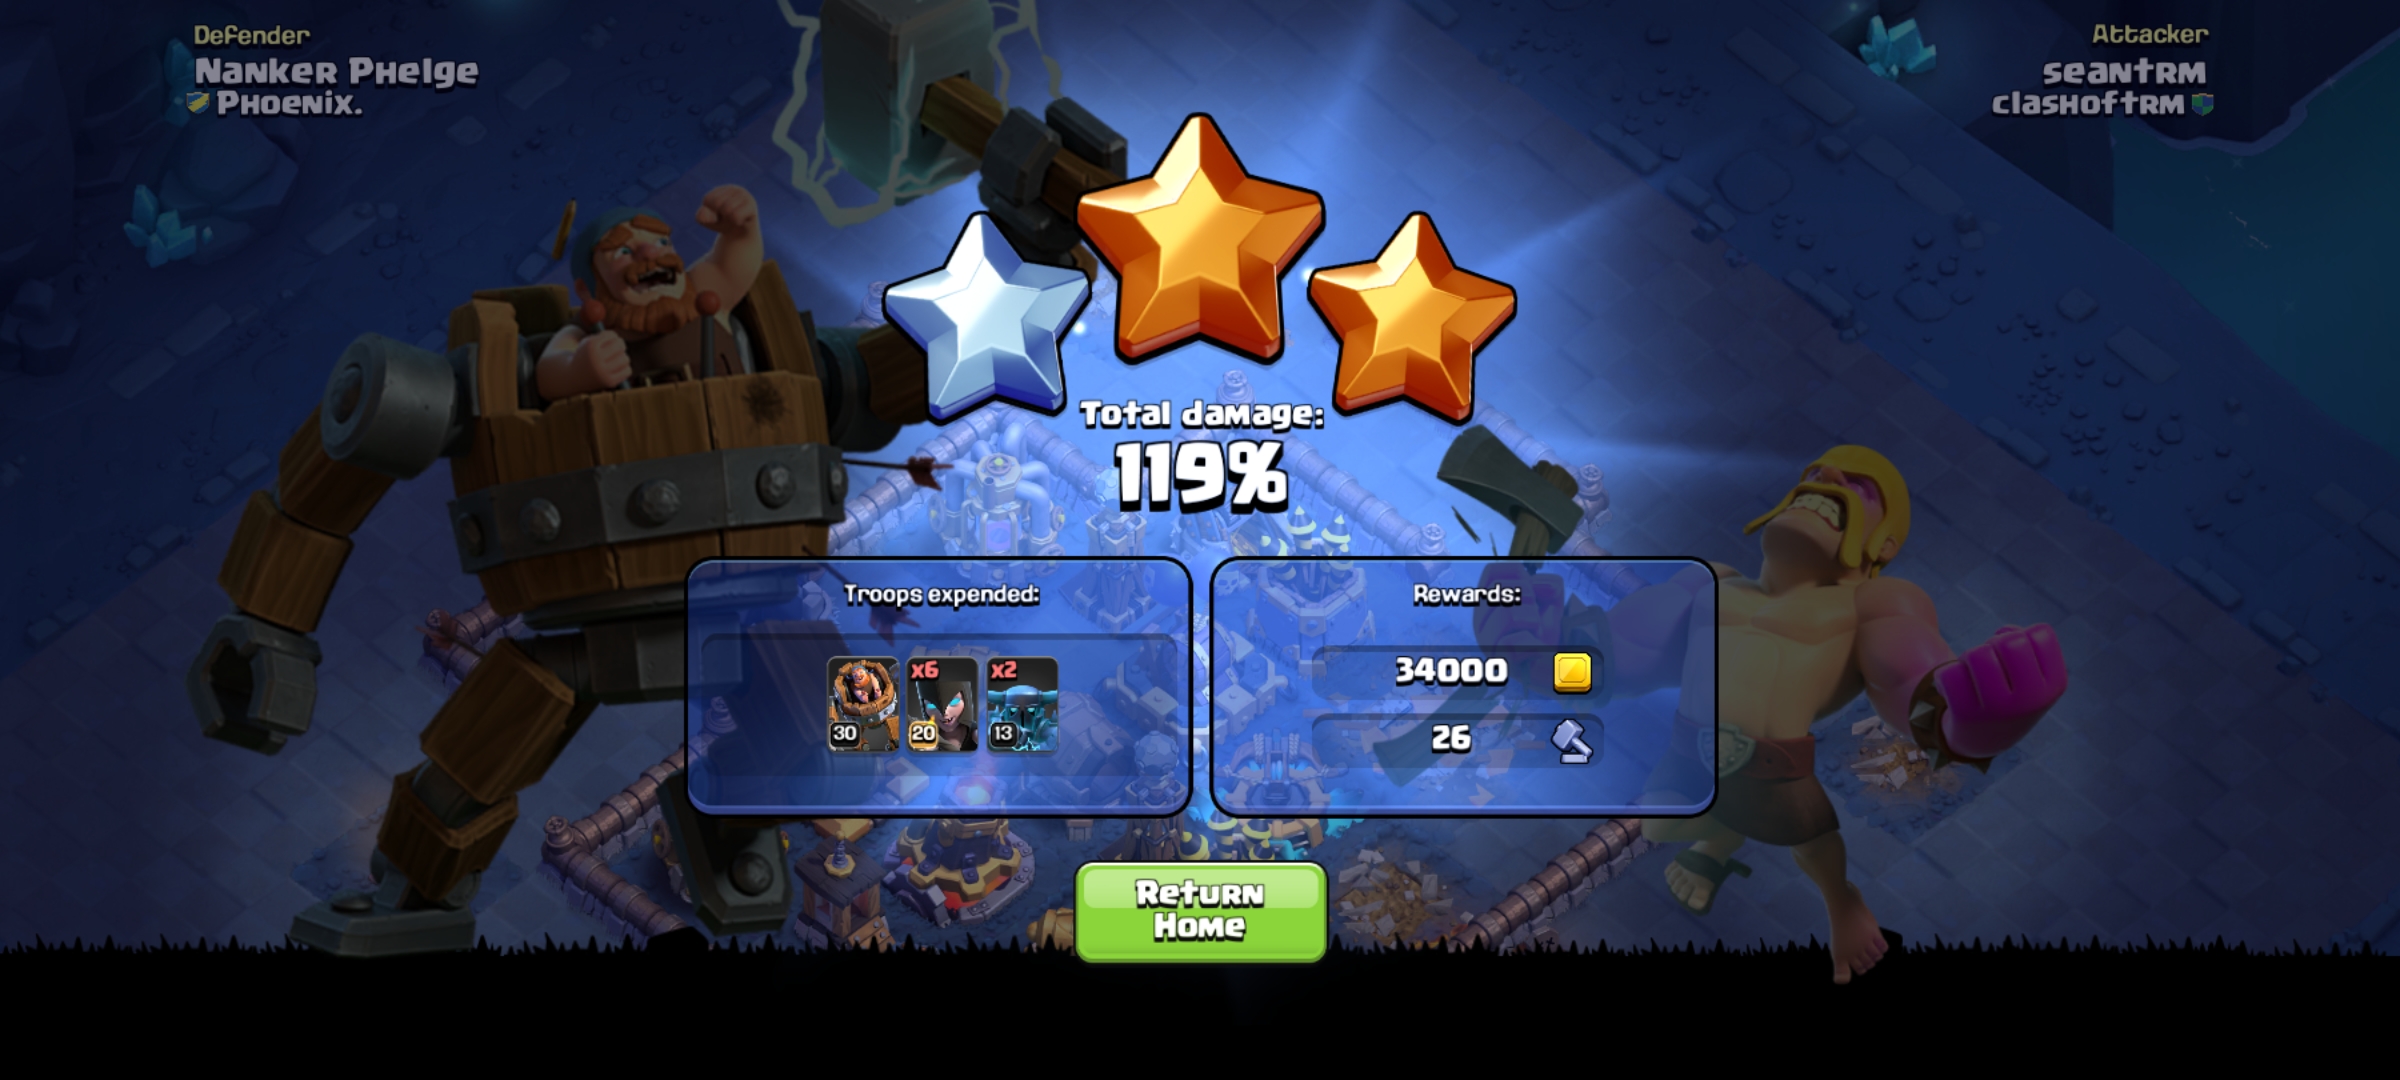 Defender
Nanker Phelge
Phoenix.
Attacker
seantrm
clashoftrm
Total damage:
119%
Troops expended:
x6
x2
30
20
13
Rewards:
34000
26
Return
Home